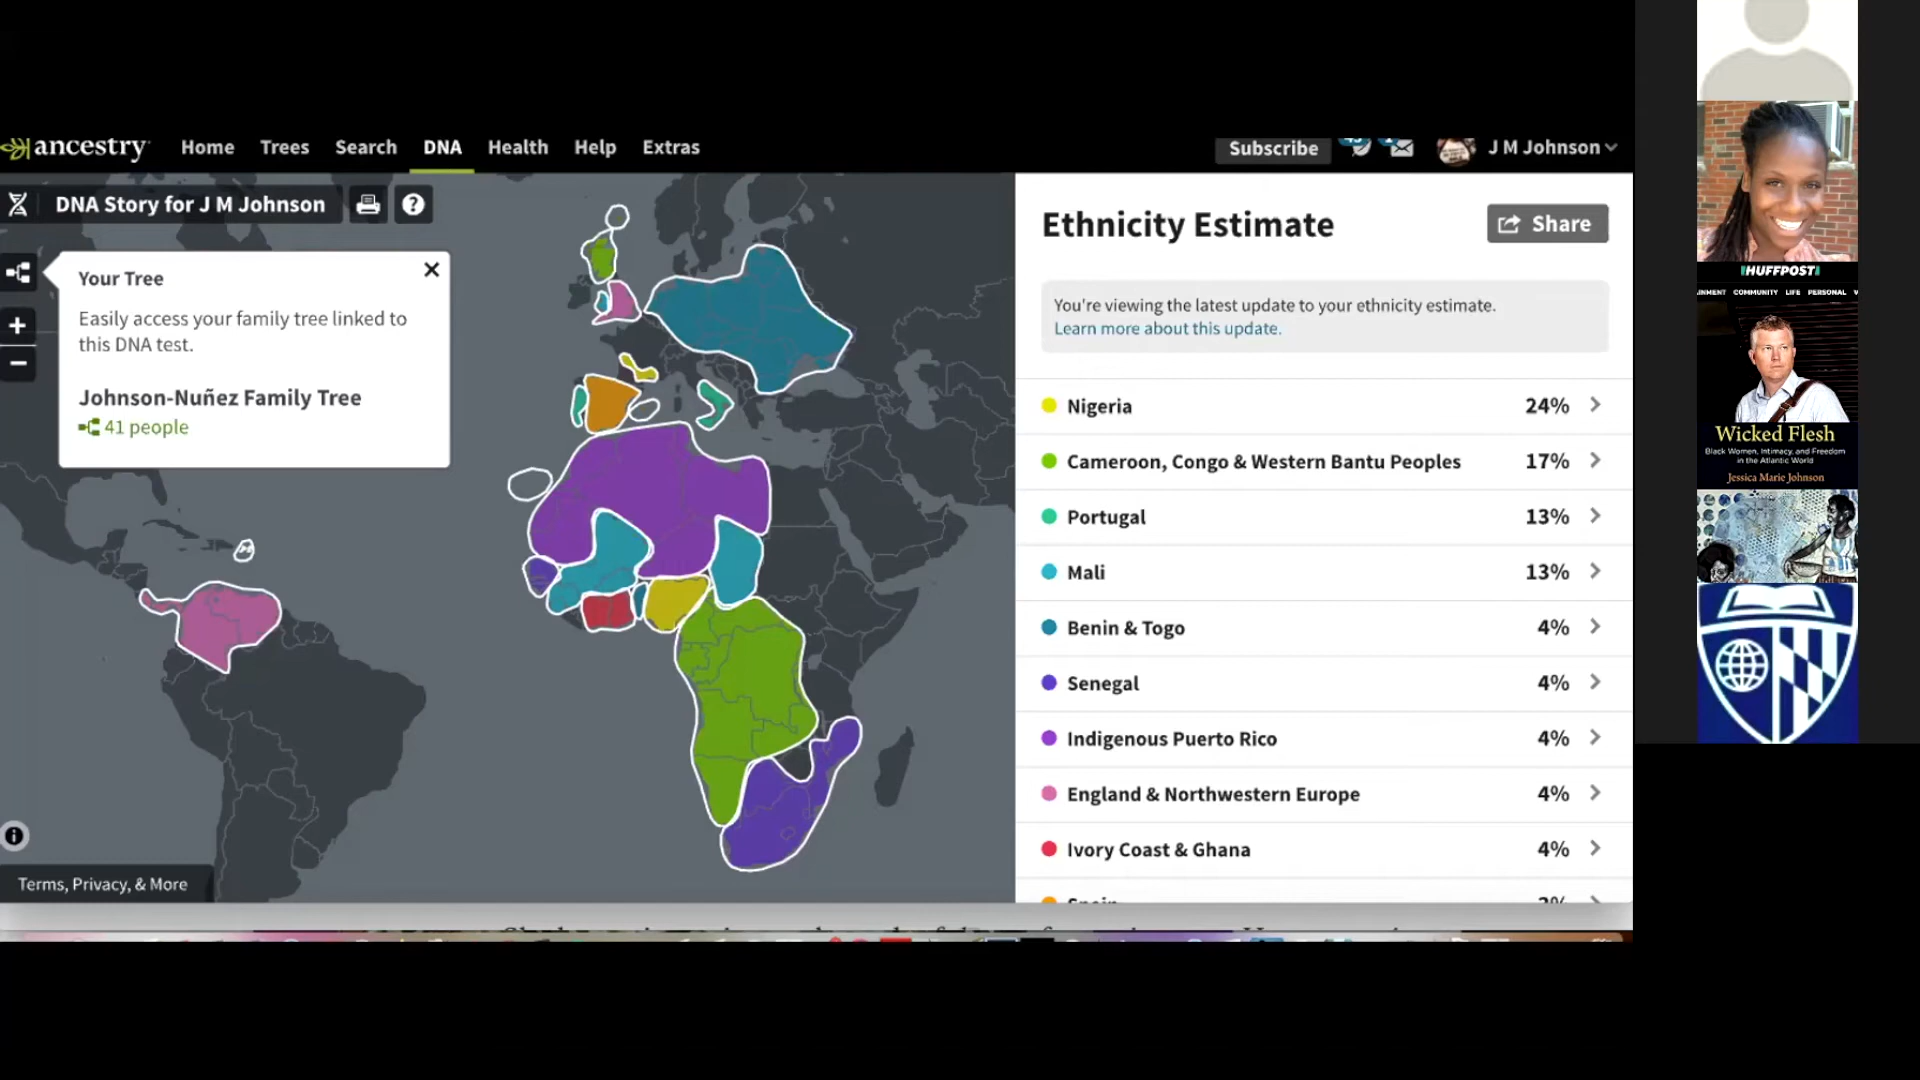 ancestry
Home
Trees
Search
DNA
Health
Help
Extras
Subscribe
J M Johnson
DNA Story for J M Johnson
?
Your Tree
Easily access your family tree linked to
this DNA test.
Johnson-Nuñez Family Tree
41 people
Terms, Privacy, & More
Ethnicity Estimate
Share
You're viewing the latest update to your ethnicity estimate.
Learn more about this update.
Nigeria 24%
Cameroon, Congo & Western Bantu Peoples 17%
Portugal 13%
Mali 13%
Benin & Togo 4%
Senegal 4%
Indigenous Puerto Rico 4%
England & Northwestern Europe 4%
Ivory Coast & Ghana 4%
HUFFPOST
COMMUNITY LIFE PERSONAL
Wicked Flesh
Black Women, Intimacy, and Freedom
in the Atlantic World
Jessica Marie Johnson